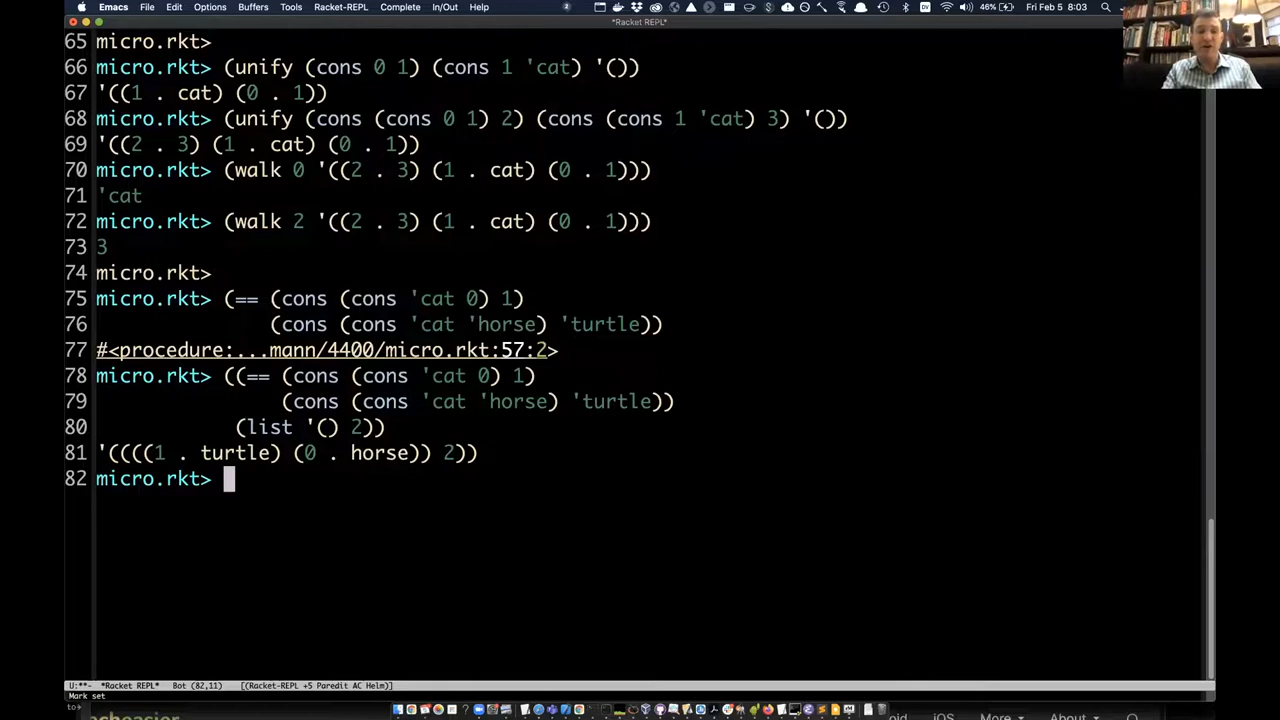 Emacs File Edit Options Buffers Tools Racket-REPL Complete In/Out Help 46% Fri Feb 5 8:03
*Racket REPL*
65 micro.rkt>
66 micro.rkt> (unify (cons 0 1) (cons 1 'cat) '())
67 '((1 . cat) (0 . 1))
68 micro.rkt> (unify (cons (cons 0 1) 2) (cons (cons 1 'cat) 3) '())
69 '((2 . 3) (1 . cat) (0 . 1))
70 micro.rkt> (walk 0 '((2 . 3) (1 . cat) (0 . 1)))
71 'cat
72 micro.rkt> (walk 2 '((2 . 3) (1 . cat) (0 . 1)))
73 3
74 micro.rkt>
75 micro.rkt> (== (cons (cons 'cat 0) 1)
76 (cons (cons 'cat 'horse) 'turtle))
77 #<procedure:...mann/4400/micro.rkt:57:2>
78 micro.rkt> ((== (cons (cons 'cat 0) 1)
79 (cons (cons 'cat 'horse) 'turtle))
80 (list '() 2))
81 '((((1 . turtle) (0 . horse)) 2))
82 micro.rkt>
U:**- *Racket REPL* Bot (82,11) [(Racket-REPL +5 Paredit AC Helm)]
Mark set